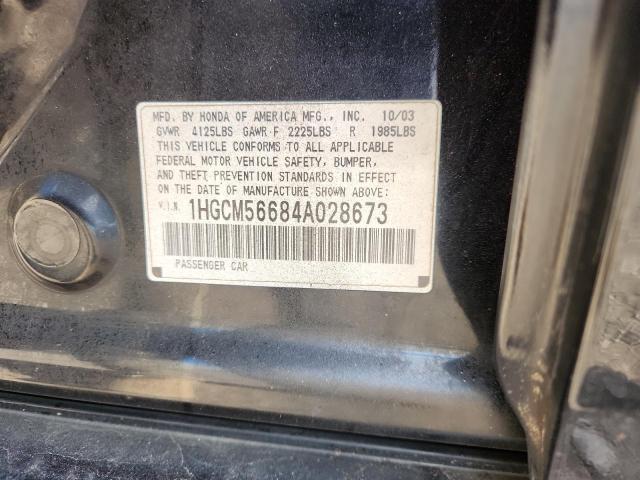 MFD. BY HONDA OF AMERICA MFG., INC. 10/03
GVWR 4125LBS GAWR F 2225LBS R 1985LBS
THIS VEHICLE CONFORMS TO ALL APPLICABLE
FEDERAL MOTOR VEHICLE SAFETY, BUMPER,
AND THEFT PREVENTION STANDARDS IN EFFECT
ON THE DATE OF MANUFACTURE SHOWN ABOVE:
V.I.N. 1HGCM56684A028673
PASSENGER CAR